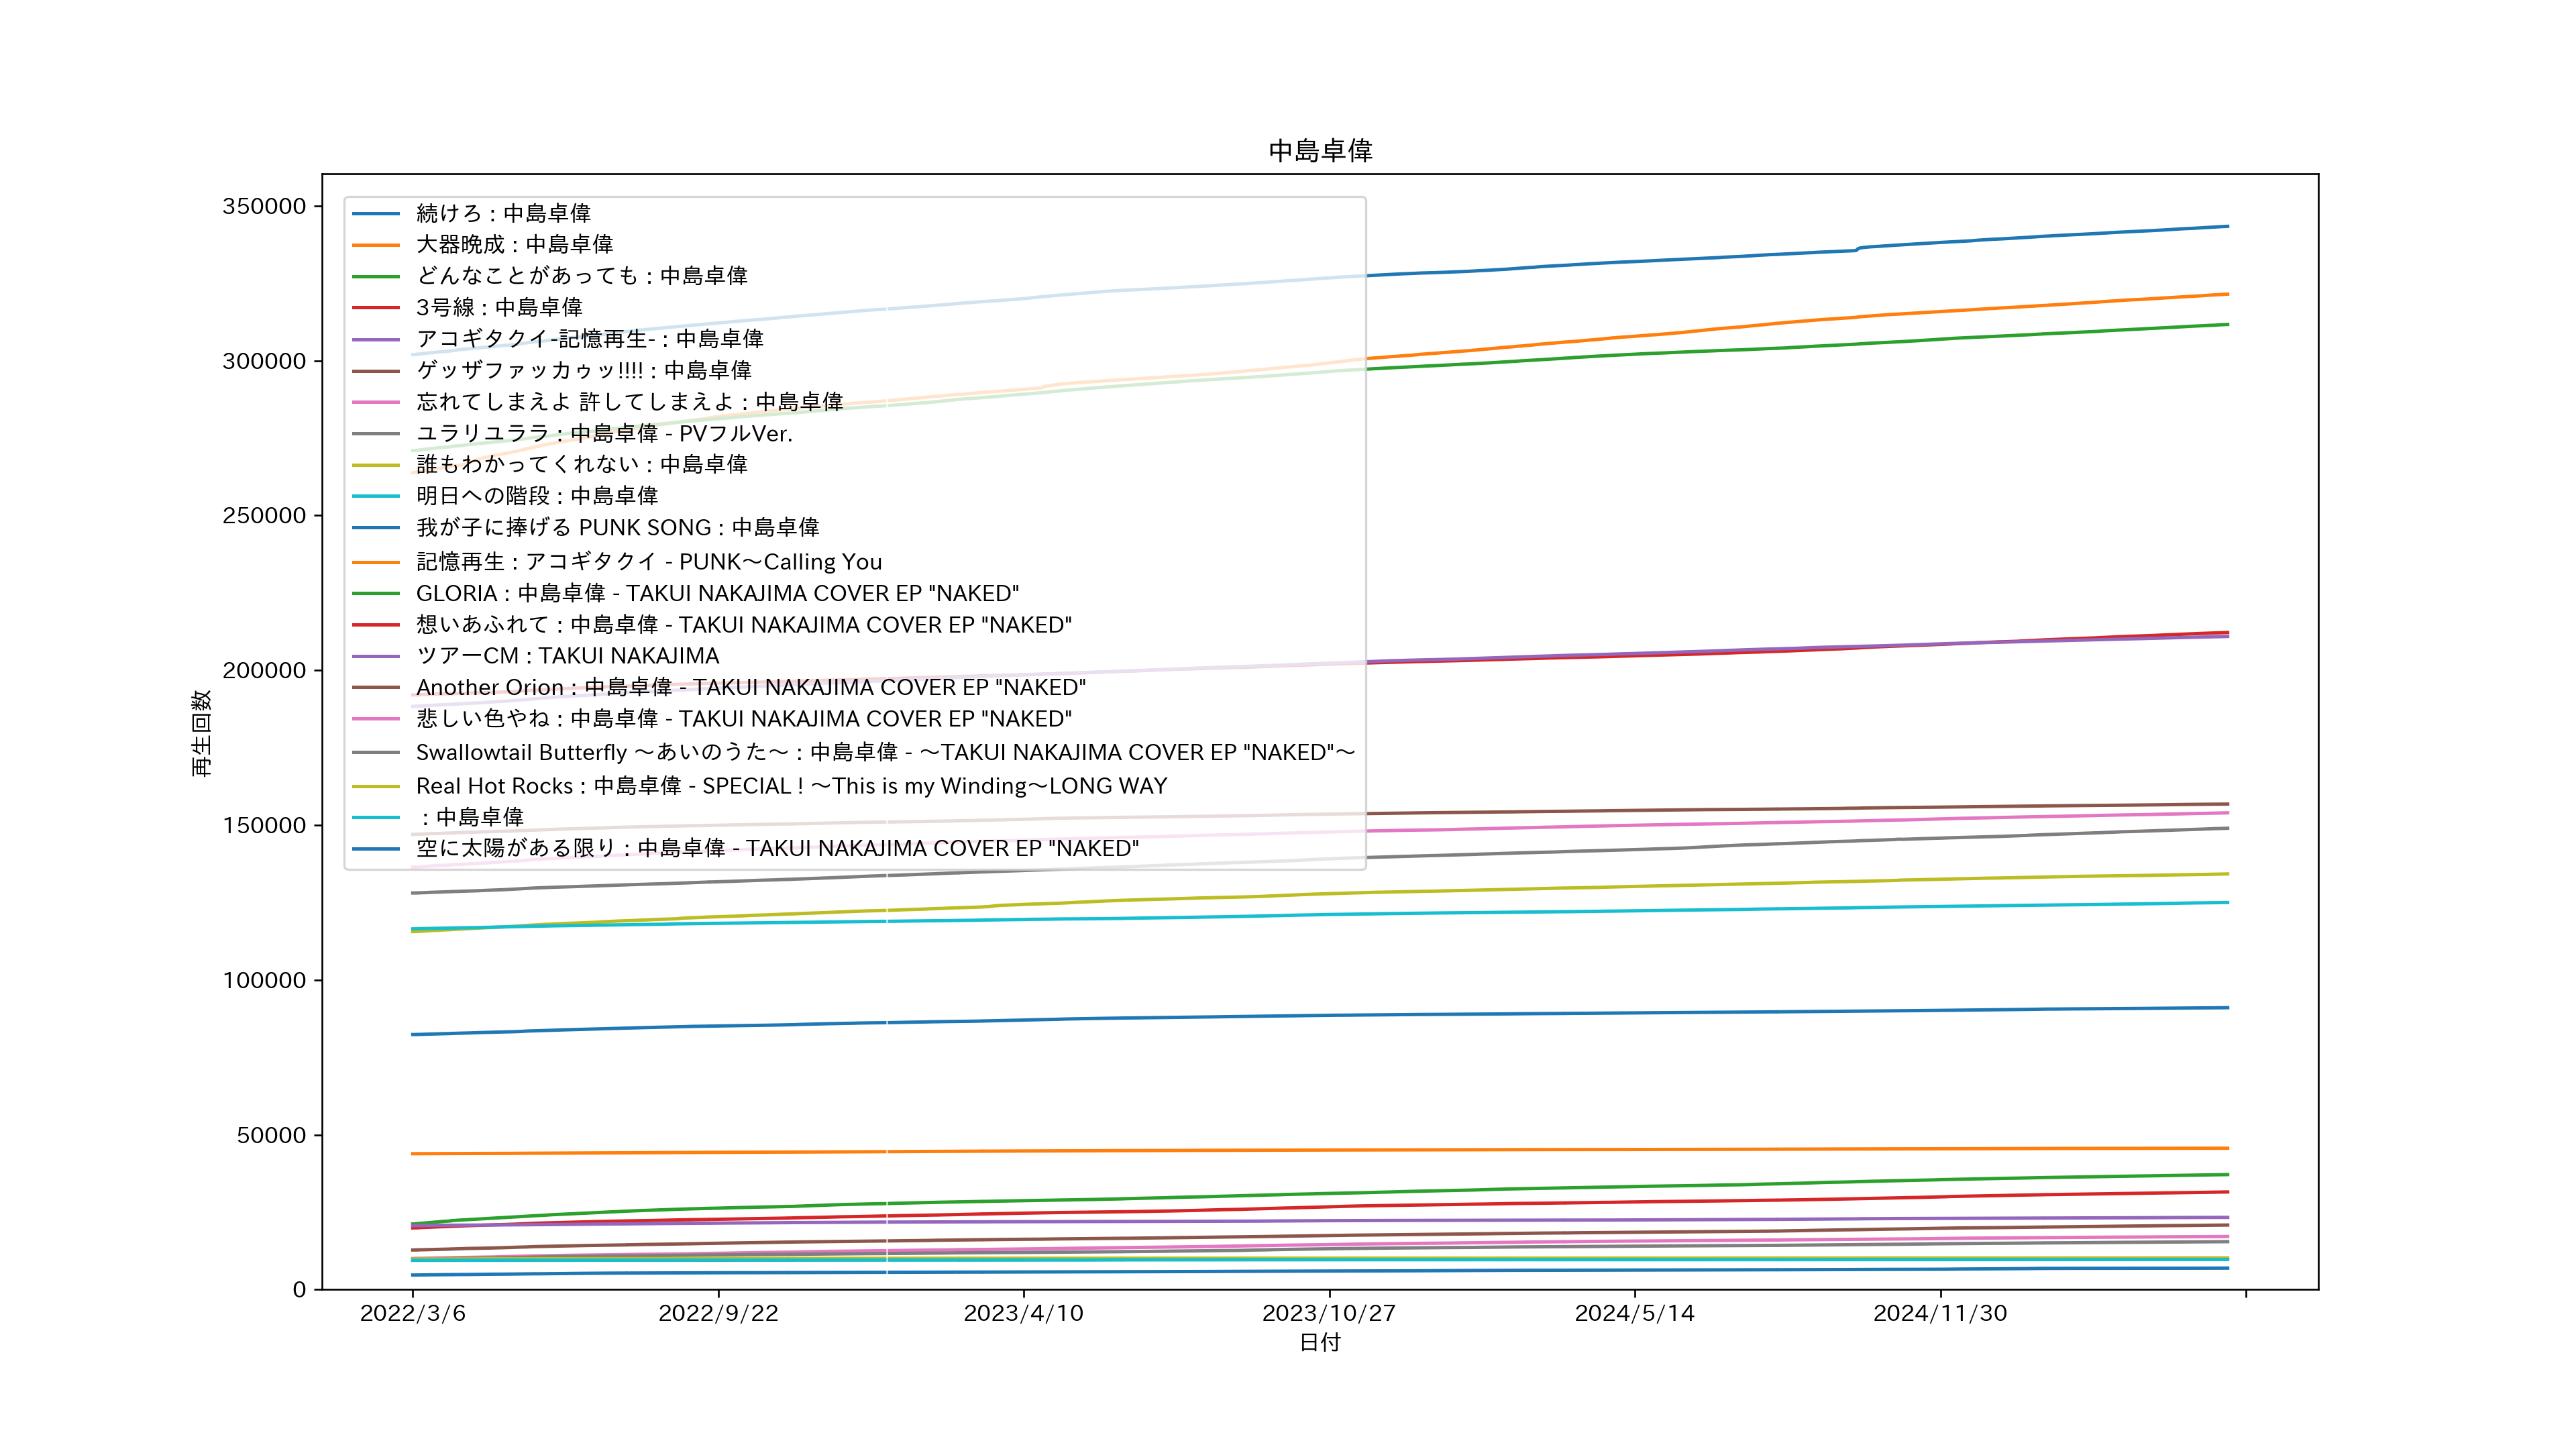 中島卓偉
350000
300000
250000
200000
150000
100000
50000
0
再生回数
続けろ : 中島卓偉
大器晩成 : 中島卓偉
どんなことがあっても : 中島卓偉
3号線 : 中島卓偉
アコギタクイ-記憶再生- : 中島卓偉
ゲッザファッカゥッ!!!! : 中島卓偉
忘れてしまえよ 許してしまえよ : 中島卓偉
ユラリユララ : 中島卓偉 - PVフルVer.
誰もわかってくれない : 中島卓偉
明日への階段 : 中島卓偉
我が子に捧げる PUNK SONG : 中島卓偉
記憶再生 : アコギタクイ - PUNK〜Calling You
GLORIA : 中島卓偉 - TAKUI NAKAJIMA COVER EP "NAKED"
想いあふれて : 中島卓偉 - TAKUI NAKAJIMA COVER EP "NAKED"
ツアーCM : TAKUI NAKAJIMA
Another Orion : 中島卓偉 - TAKUI NAKAJIMA COVER EP "NAKED"
悲しい色やね : 中島卓偉 - TAKUI NAKAJIMA COVER EP "NAKED"
Swallowtail Butterfly 〜あいのうた〜 : 中島卓偉 - 〜TAKUI NAKAJIMA COVER EP "NAKED"〜
Real Hot Rocks : 中島卓偉 - SPECIAL ! 〜This is my Winding〜LONG WAY
: 中島卓偉
空に太陽がある限り : 中島卓偉 - TAKUI NAKAJIMA COVER EP "NAKED"
2022/3/6
2022/9/22
2023/4/10
2023/10/27
2024/5/14
2024/11/30
日付